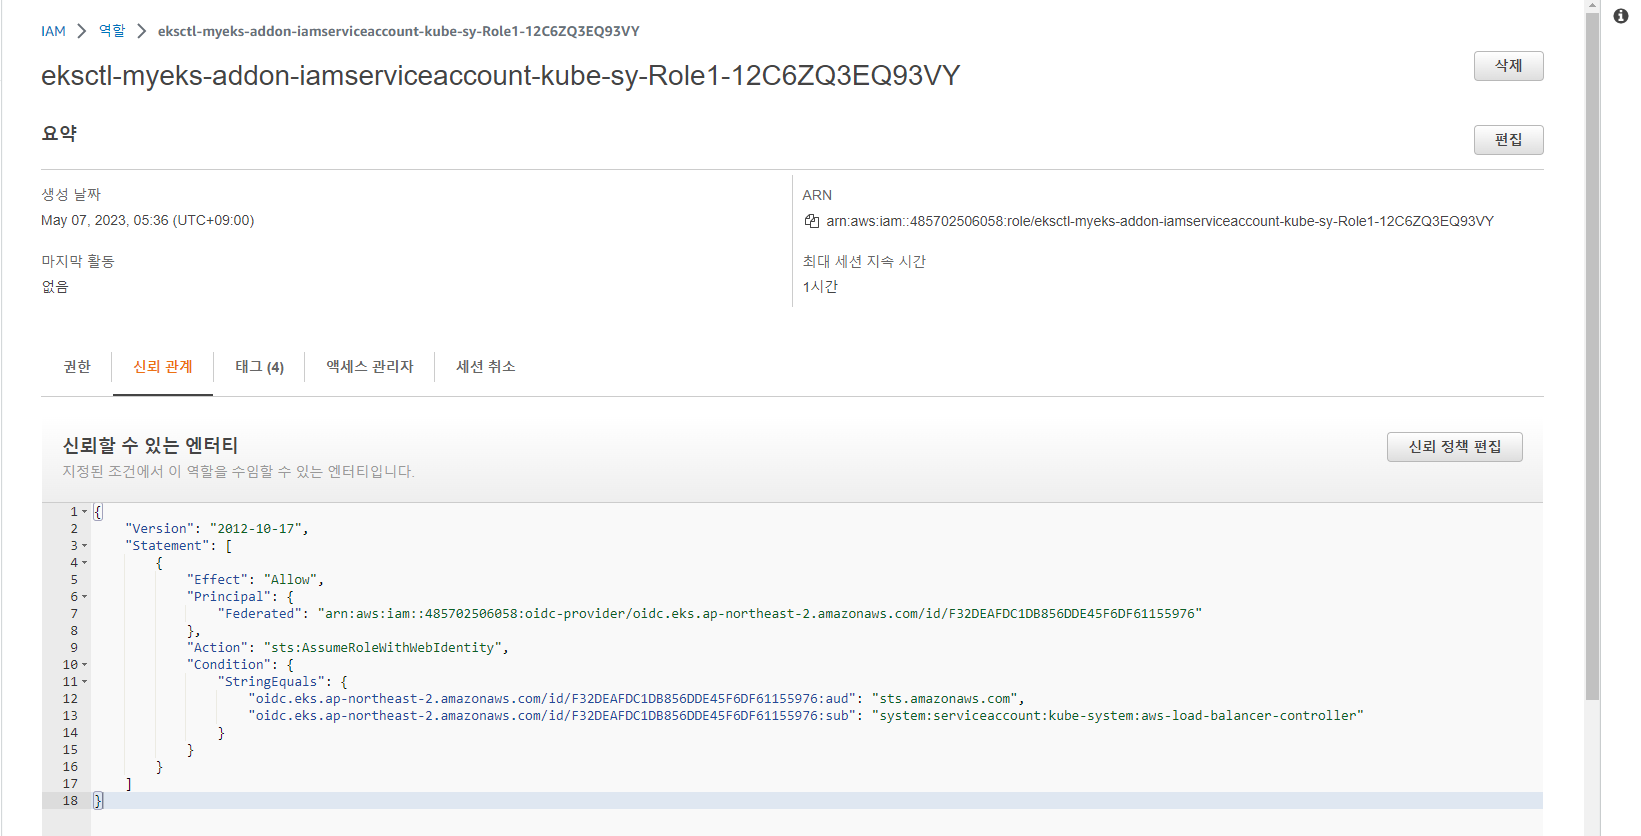 IAM > 역할 > eksctl-myeks-addon-iamserviceaccount-kube-sy-Role1-12C6ZQ3EQ93VY
eksctl-myeks-addon-iamserviceaccount-kube-sy-Role1-12C6ZQ3EQ93VY
삭제
요약
편집
생성 날짜
May 07, 2023, 05:36 (UTC+09:00)
ARN
arn:aws:iam::485702506058:role/eksctl-myeks-addon-iamserviceaccount-kube-sy-Role1-12C6ZQ3EQ93VY
마지막 활동
없음
최대 세션 지속 시간
1시간
권한 신뢰 관계 태그 (4) 액세스 관리자 세션 취소
신뢰할 수 있는 엔터티
지정된 조건에서 이 역할을 수임할 수 있는 엔터티입니다.
신뢰 정책 편집
1 {
2 "Version": "2012-10-17",
3 "Statement": [
4 {
5 "Effect": "Allow",
6 "Principal": {
7 "Federated": "arn:aws:iam::485702506058:oidc-provider/oidc.eks.ap-northeast-2.amazonaws.com/id/F32DEAFDC1DB856DDE45F6DF61155976"
8 },
9 "Action": "sts:AssumeRoleWithWebIdentity",
10 "Condition": {
11 "StringEquals": {
12 "oidc.eks.ap-northeast-2.amazonaws.com/id/F32DEAFDC1DB856DDE45F6DF61155976:aud": "sts.amazonaws.com",
13 "oidc.eks.ap-northeast-2.amazonaws.com/id/F32DEAFDC1DB856DDE45F6DF61155976:sub": "system:serviceaccount:kube-system:aws-load-balancer-controller"
14 }
15 }
16 }
17 ]
18 }